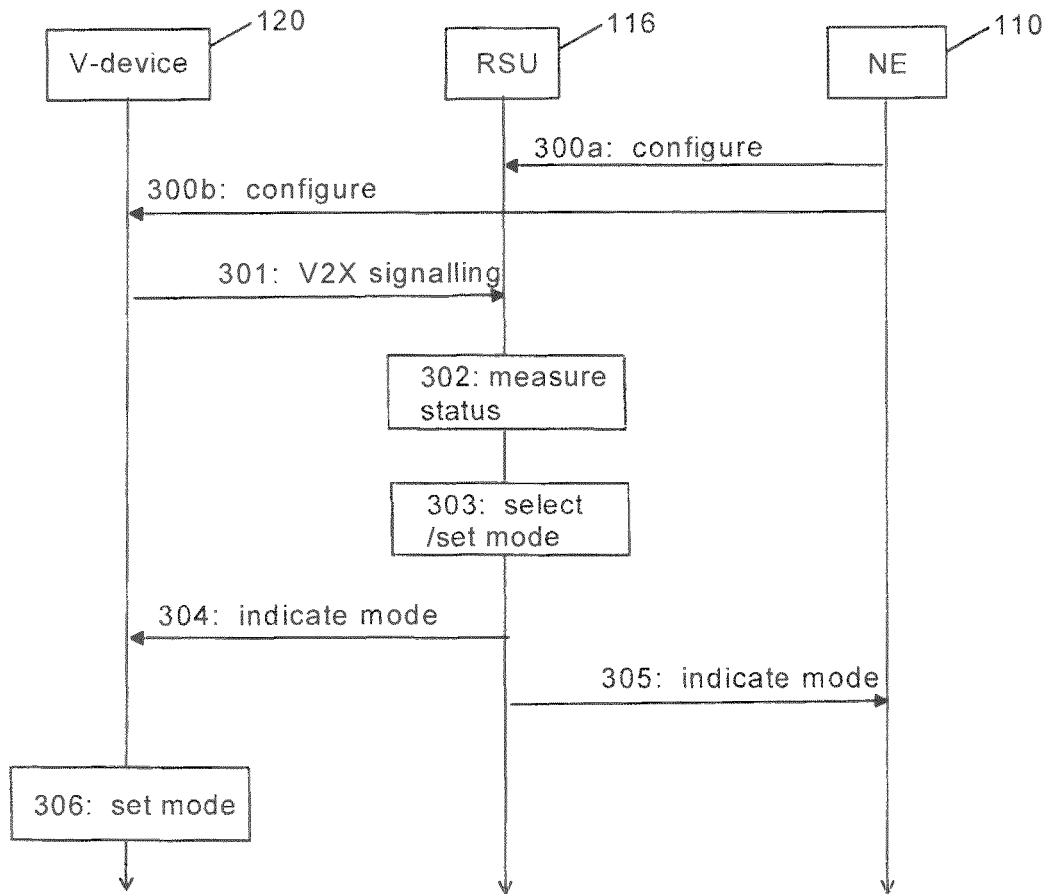 120
116
110
V-device
RSU
NE
300a: configure
300b: configure
301: V2X signalling
302: measure
status
303: select
/set mode
304: indicate mode
305: indicate mode
306: set mode